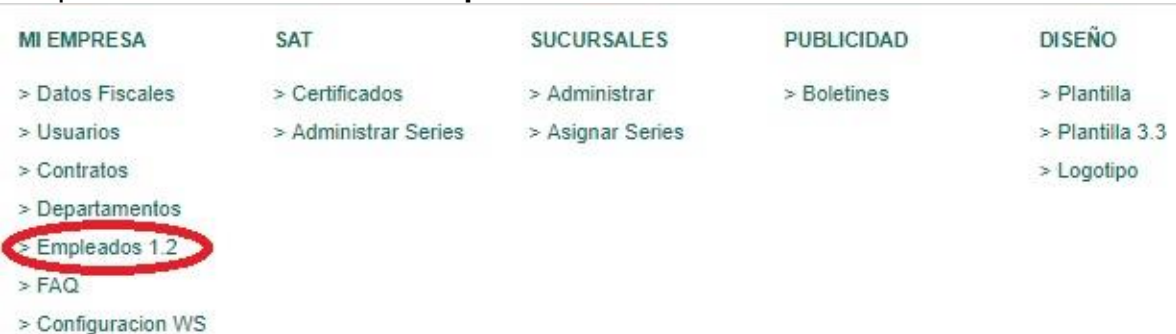 MI EMPRESA
> Datos Fiscales
> Usuarios
> Contratos
> Departamentos
> Empleados 1.2
> FAQ
> Configuracion WS
SAT
> Certificados
> Administrar Series
SUCURSALES
> Administrar
> Asignar Series
PUBLICIDAD
> Boletines
DISEÑO
> Plantilla
> Plantilla 3.3
> Logotipo